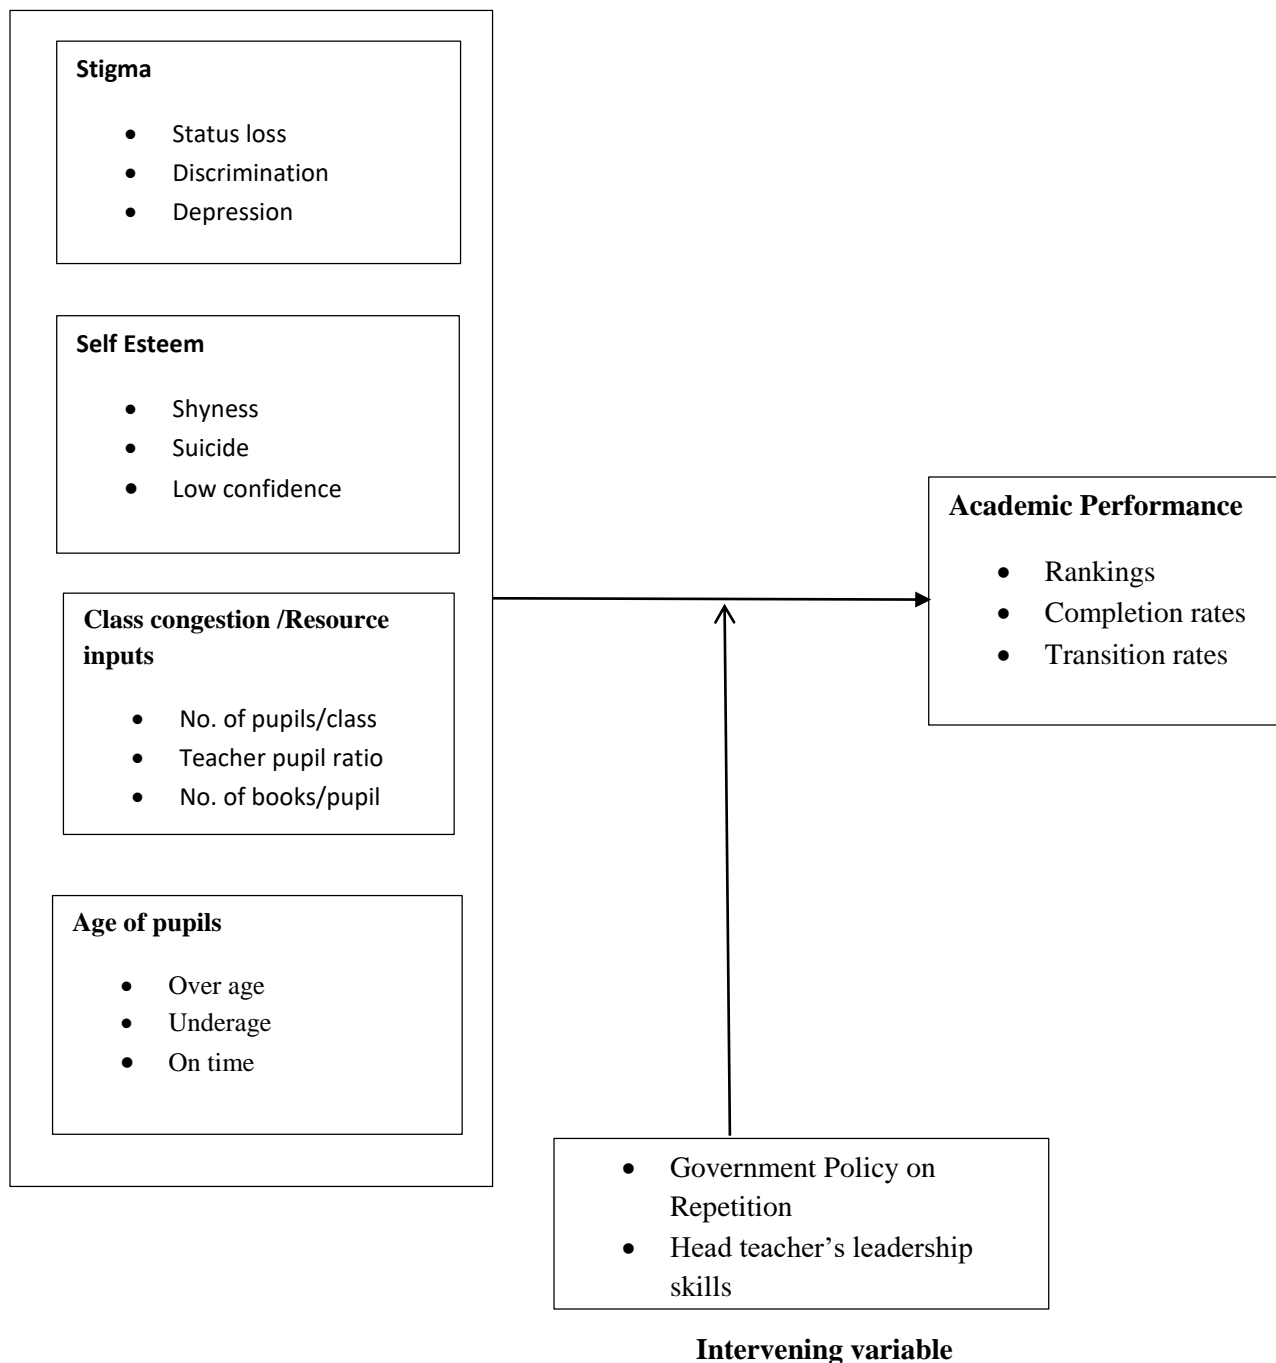 Stigma
• Status loss
• Discrimination
• Depression
Self Esteem
• Shyness
• Suicide
• Low confidence
Class congestion /Resource
inputs
• No. of pupils/class
• Teacher pupil ratio
• No. of books/pupil
Age of pupils
• Over age
• Underage
• On time
Academic Performance
• Rankings
• Completion rates
• Transition rates
• Government Policy on
Repetition
• Head teacher’s leadership
skills
Intervening variable